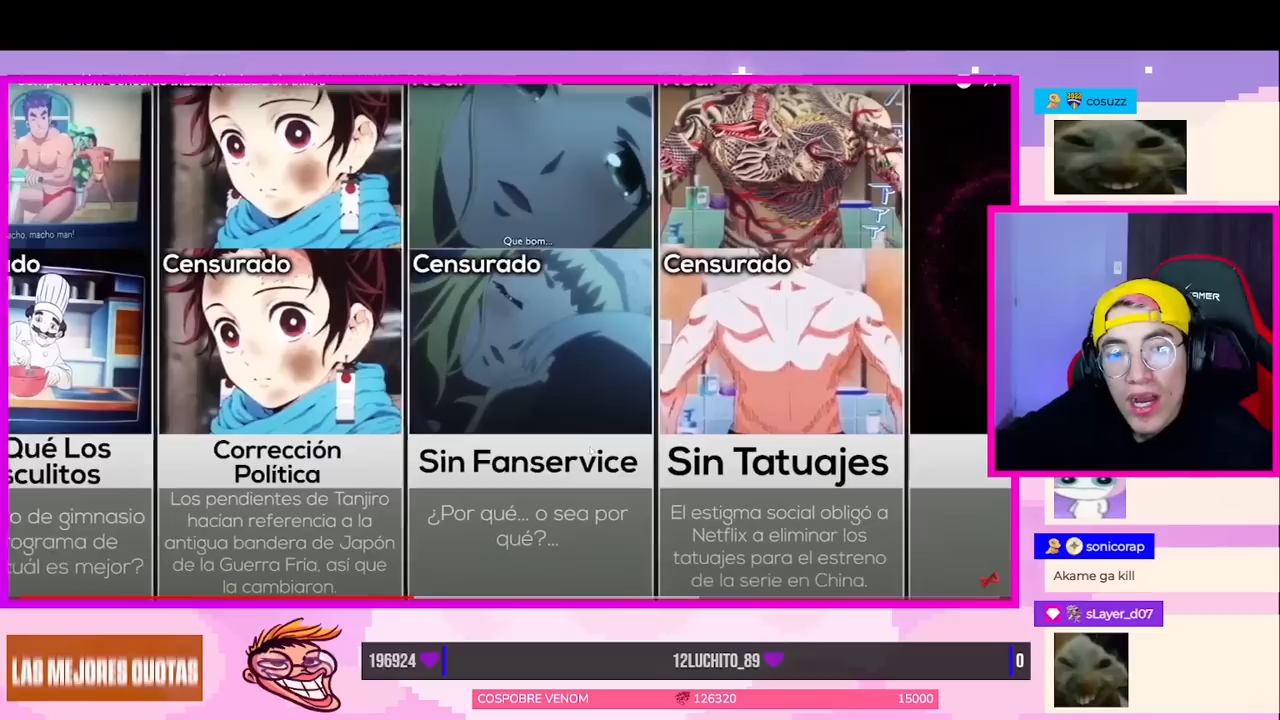 acho, macho man!
Que bom...
ado
Censurado
Censurado
Censurado
Qué Los
sculitos
Corrección
Política
Sin Fanservice
Sin Tatuajes
o de gimnasio
rograma de
cuál es mejor?
Los pendientes de Tanjiro
hacían referencia a la
antigua bandera de Japón
de la Guerra Fría, así que
la cambiaron.
¿Por qué... o sea por
qué?...
El estigma social obligó a
Netflix a eliminar los
tatuajes para el estreno
de la serie en China.
cosuzz
GAMER
sonicorap
Akame ga kill
sLayer_d07
LAS MEJORES QUOTAS
196924
12LUCHITO_89
0
COSPOBRE VENOM
126320
15000